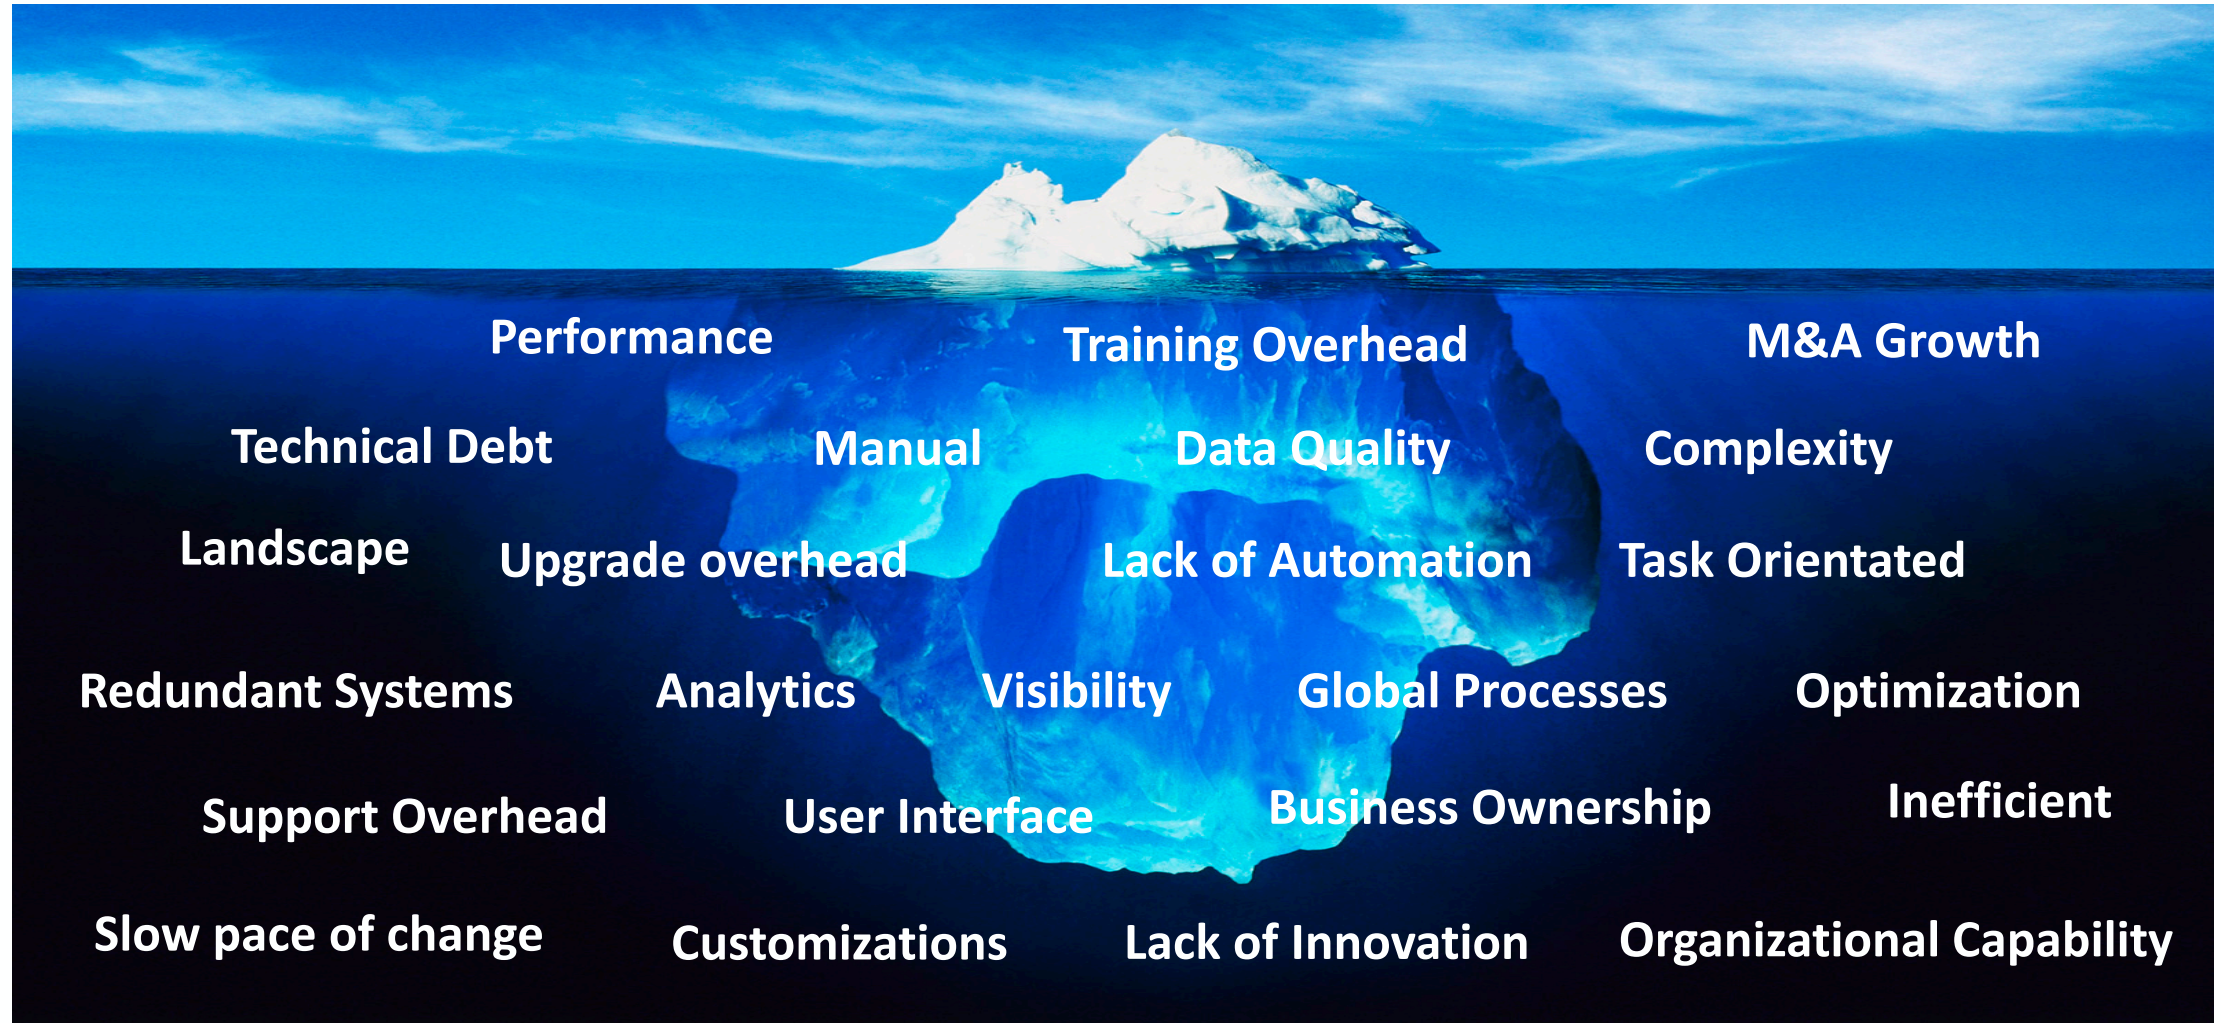 Performance
Training Overhead
M&A Growth
Technical Debt
Manual
Data Quality
Complexity
Landscape
Upgrade overhead
Lack of Automation
Task Orientated
Redundant Systems
Analytics
Visibility
Global Processes
Optimization
Support Overhead
User Interface
Business Ownership
Inefficient
Slow pace of change
Customizations
Lack of Innovation
Organizational Capability